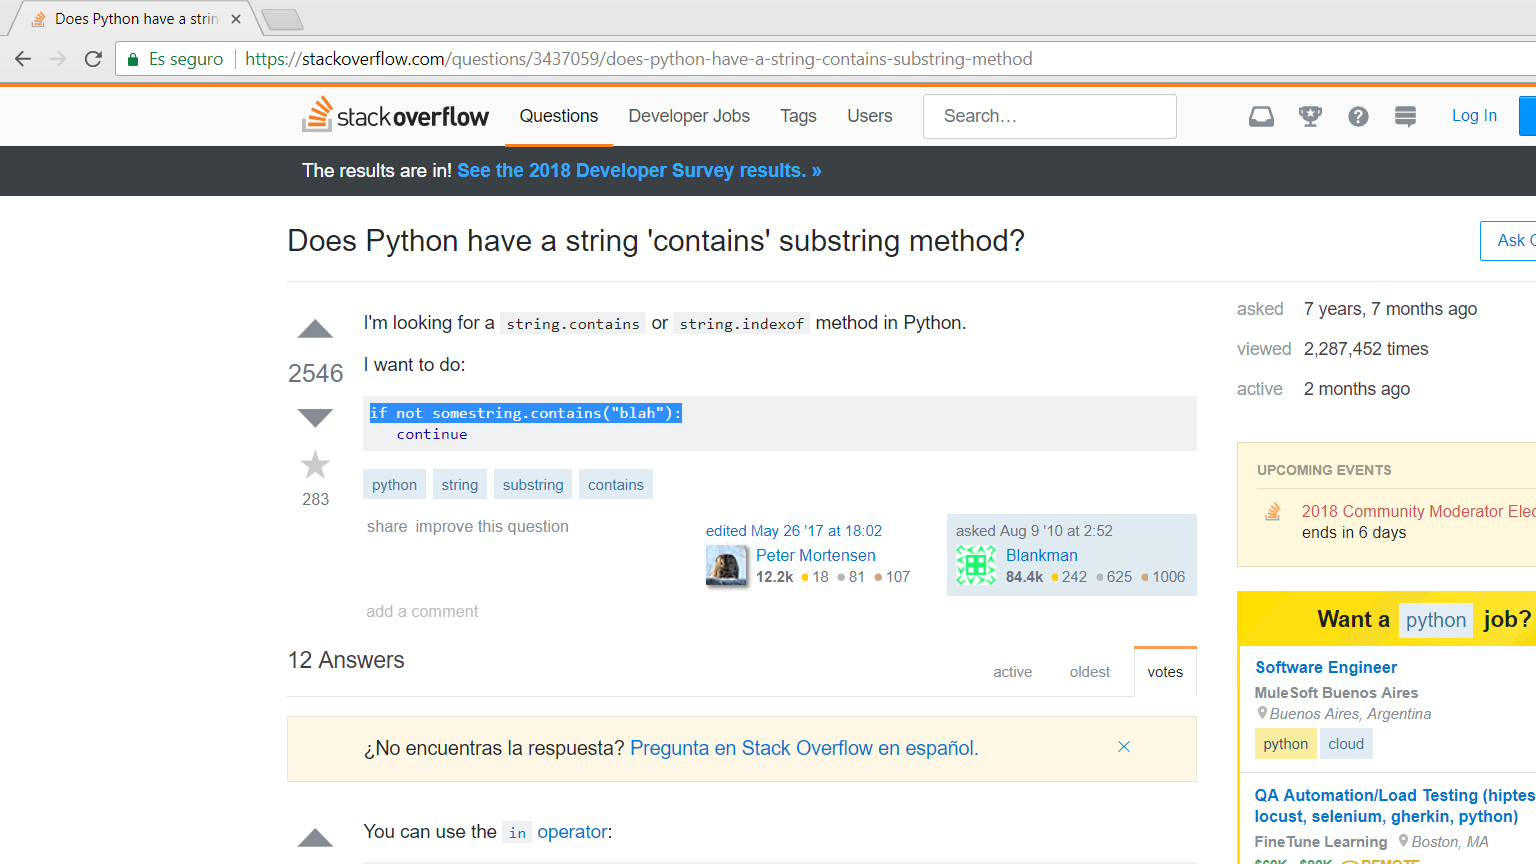 Does Python have a strin
Es seguro https://stackoverflow.com/questions/3437059/does-python-have-a-string-contains-substring-method
stackoverflow Questions Developer Jobs Tags Users Search… Log In
The results are in! See the 2018 Developer Survey results. »
Does Python have a string 'contains' substring method?
Ask
I'm looking for a string.contains or string.indexof method in Python.
I want to do:
2546
if not somestring.contains("blah"):
continue
283
python string substring contains
share improve this question
edited May 26 '17 at 18:02
Peter Mortensen
12.2k 18 81 107
asked Aug 9 '10 at 2:52
Blankman
84.4k 242 625 1006
add a comment
12 Answers
active oldest votes
¿No encuentras la respuesta? Pregunta en Stack Overflow en español.
You can use the in operator:
asked 7 years, 7 months ago
viewed 2,287,452 times
active 2 months ago
UPCOMING EVENTS
2018 Community Moderator Elec
ends in 6 days
Want a python job?
Software Engineer
MuleSoft Buenos Aires
Buenos Aires, Argentina
python cloud
QA Automation/Load Testing (hiptes
locust, selenium, gherkin, python)
FineTune Learning Boston, MA